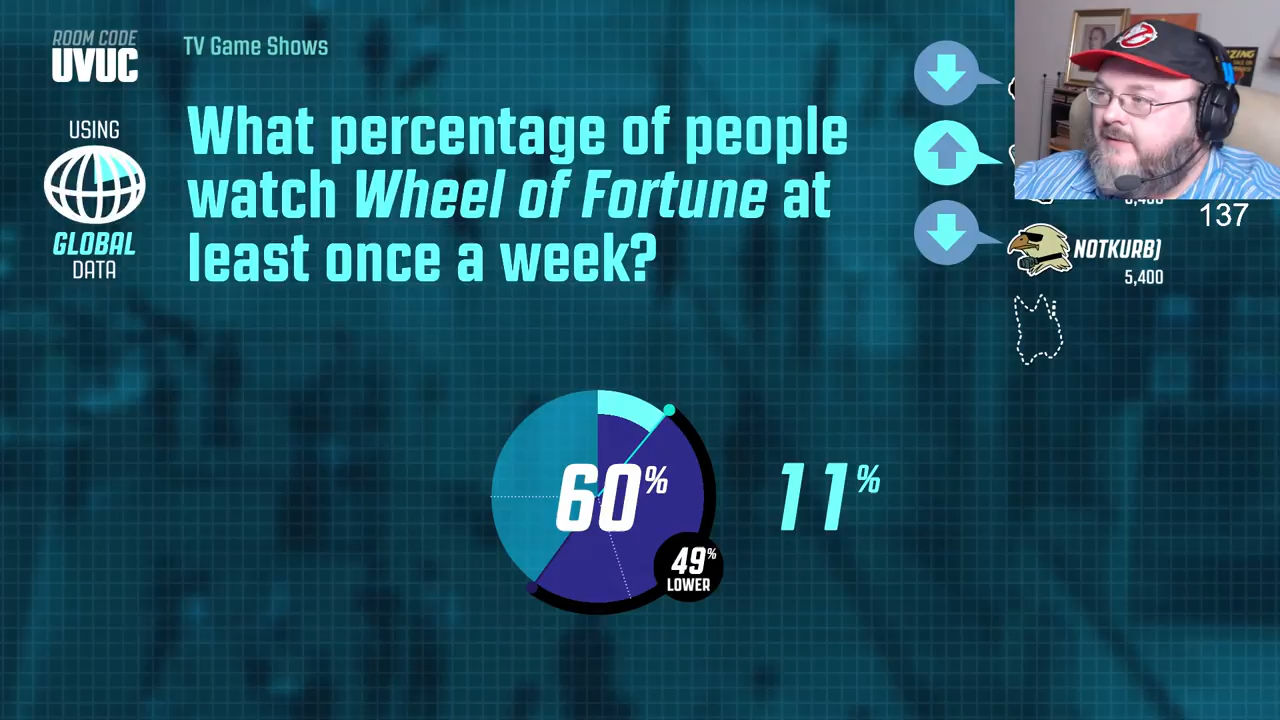 ROOM CODE
UVUC
TV Game Shows
USING
GLOBAL
DATA
What percentage of people
watch Wheel of Fortune at
least once a week?
137
NOTKURBJ
5,400
60%
11%
49%
LOWER